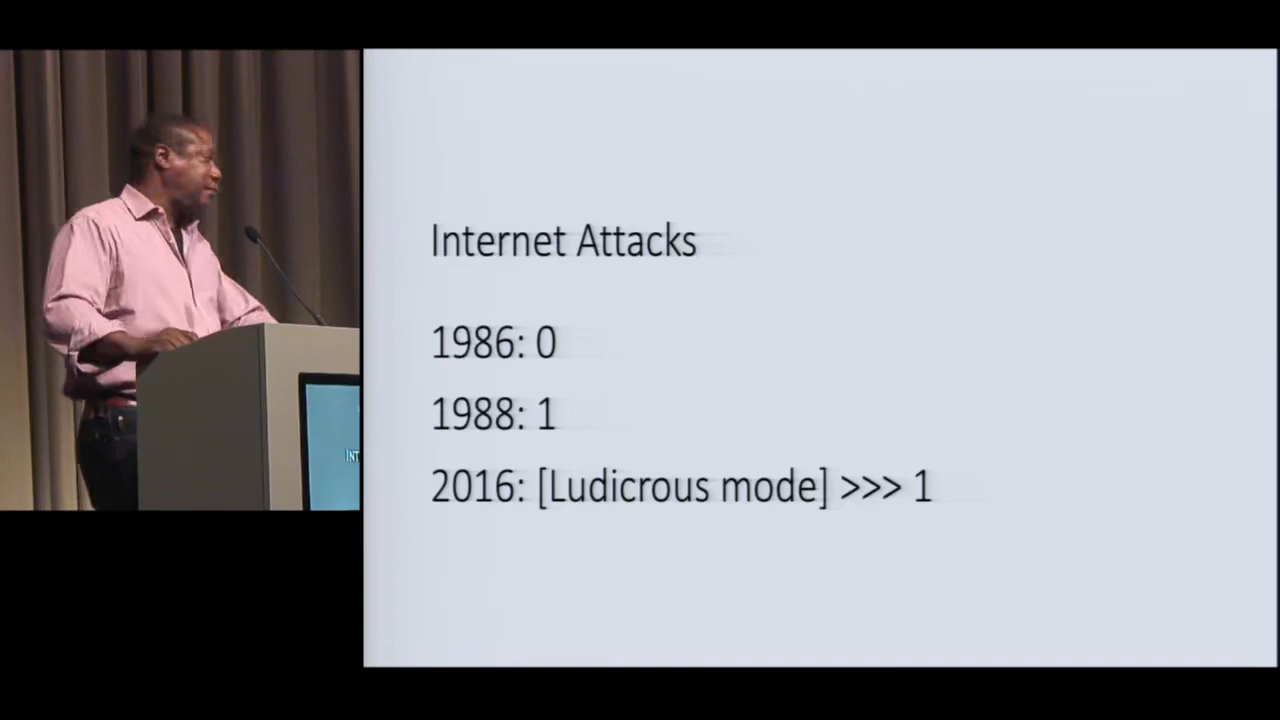 Internet Attacks
1986: 0
1988: 1
2016: [Ludicrous mode] >>> 1